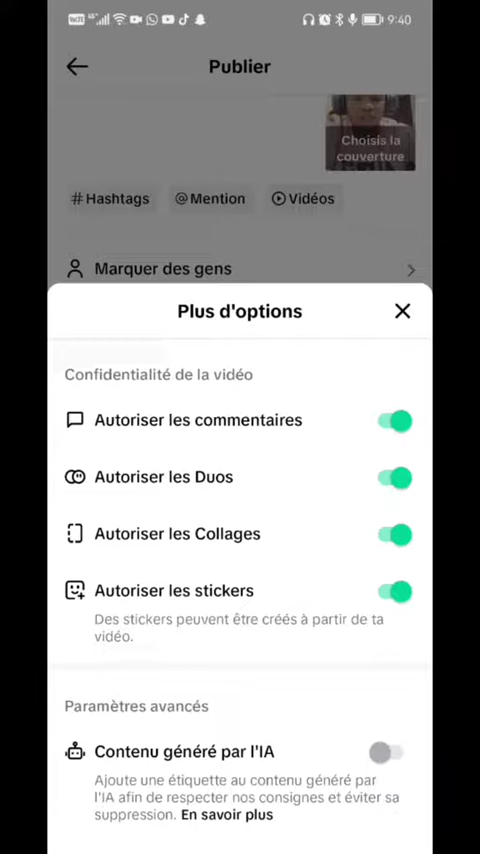 9:40
Publier
Choisis la
couverture
#Hashtags @Mention Vidéos
Marquer des gens
Plus d'options
Confidentialité de la vidéo
Autoriser les commentaires
Autoriser les Duos
Autoriser les Collages
Autoriser les stickers
Des stickers peuvent être créés à partir de ta
vidéo.
Paramètres avancés
Contenu généré par l'IA
Ajoute une étiquette au contenu généré par
l'IA afin de respecter nos consignes et éviter sa
suppression. En savoir plus